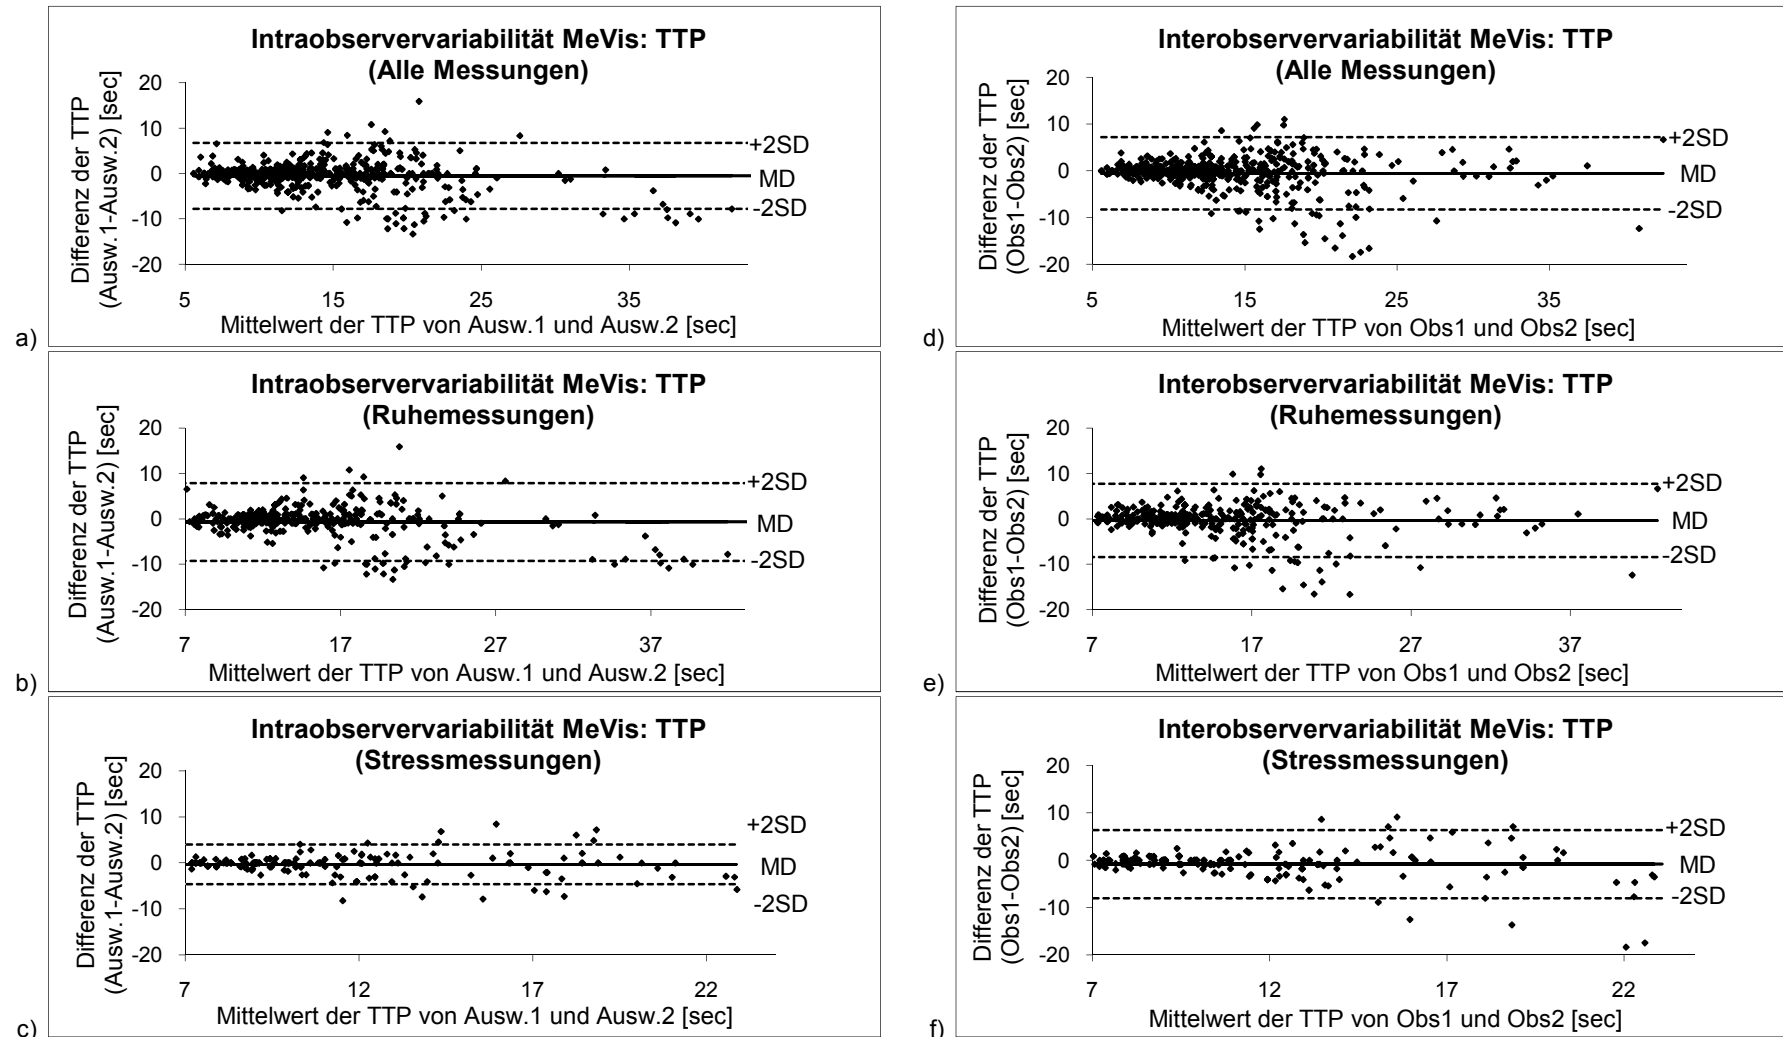 Intraobservervariabilität MeVis: TTP
(Alle Messungen)
Differenz der TTP
(Ausw.1-Ausw.2) [sec]
20
10
0
-10
-20
+2SD
MD
-2SD
5
15
25
35
Mittelwert der TTP von Ausw.1 und Ausw.2 [sec]
a)
Interobservervariabilität MeVis: TTP
(Alle Messungen)
Differenz der TTP
(Obs1-Obs2) [sec]
20
10
0
-10
-20
+2SD
MD
-2SD
5
15
25
35
Mittelwert der TTP von Obs1 und Obs2 [sec]
d)
Intraobservervariabilität MeVis: TTP
(Ruhemessungen)
Differenz der TTP
(Ausw.1-Ausw.2) [sec]
20
10
0
-10
-20
+2SD
MD
-2SD
7
17
27
37
Mittelwert der TTP von Ausw.1 und Ausw.2 [sec]
b)
Interobservervariabilität MeVis: TTP
(Ruhemessungen)
Differenz der TTP
(Obs1-Obs2) [sec]
20
10
0
-10
-20
+2SD
MD
-2SD
7
17
27
37
Mittelwert der TTP von Obs1 und Obs2 [sec]
e)
Intraobservervariabilität MeVis: TTP
(Stressmessungen)
Differenz der TTP
(Ausw.1-Ausw.2) [sec]
20
10
0
-10
-20
+2SD
MD
-2SD
7
12
17
22
Mittelwert der TTP von Ausw.1 und Ausw.2 [sec]
c)
Interobservervariabilität MeVis: TTP
(Stressmessungen)
Differenz der TTP
(Obs1-Obs2) [sec]
20
10
0
-10
-20
+2SD
MD
-2SD
7
12
17
22
Mittelwert der TTP von Obs1 und Obs2 [sec]
f)